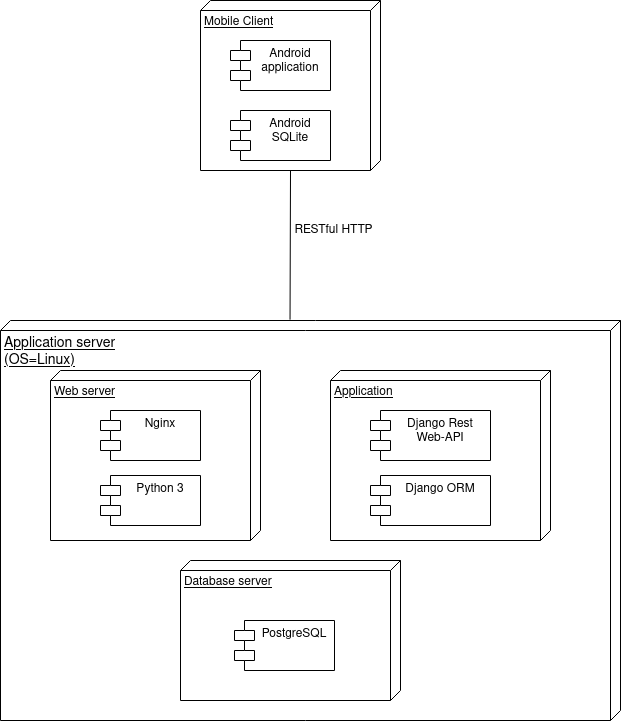 Mobile Client
Android
application
Android
SQLite
RESTful HTTP
Application server
(OS=Linux)
Web server
Nginx
Python 3
Application
Django Rest
Web-API
Django ORM
Database server
PostgreSQL